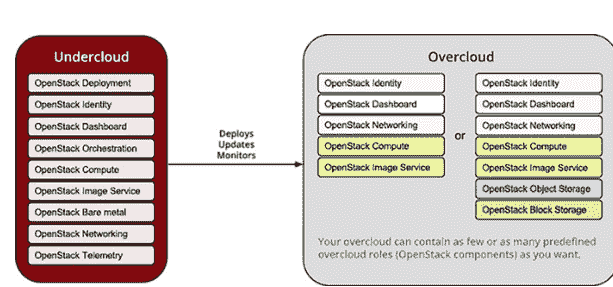 Undercloud
OpenStack Deployment
OpenStack Identity
OpenStack Dashboard
OpenStack Orchestration
OpenStack Compute
OpenStack Image Service
OpenStack Bare metal
OpenStack Networking
OpenStack Telemetry
Deploys
Updates
Monitors
Overcloud
OpenStack Identity
OpenStack Dashboard
OpenStack Networking
OpenStack Compute
OpenStack Image Service
or
OpenStack Identity
OpenStack Dashboard
OpenStack Networking
OpenStack Compute
OpenStack Image Service
OpenStack Object Storage
OpenStack Block Storage
Your overcloud can contain as few or as many predefined
overcloud roles (OpenStack components) as you want.